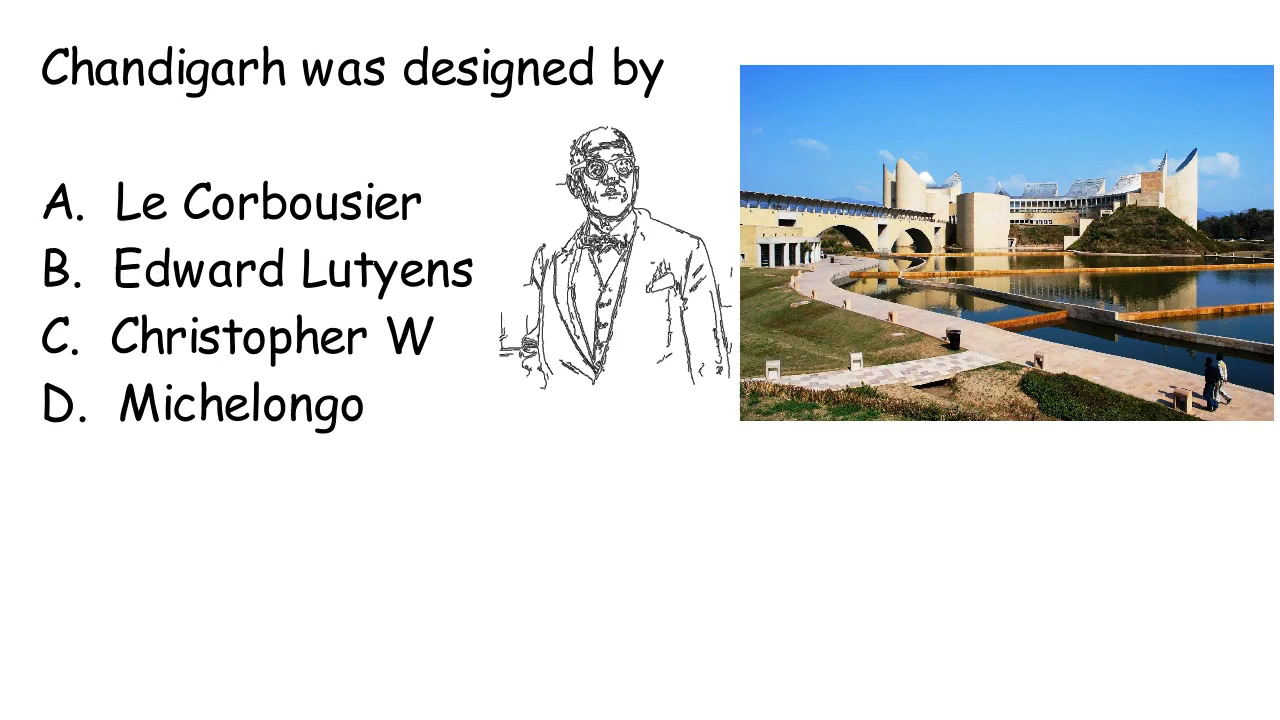 Chandigarh was designed by
A. Le Corbousier
B. Edward Lutyens
C. Christopher W
D. Michelongo